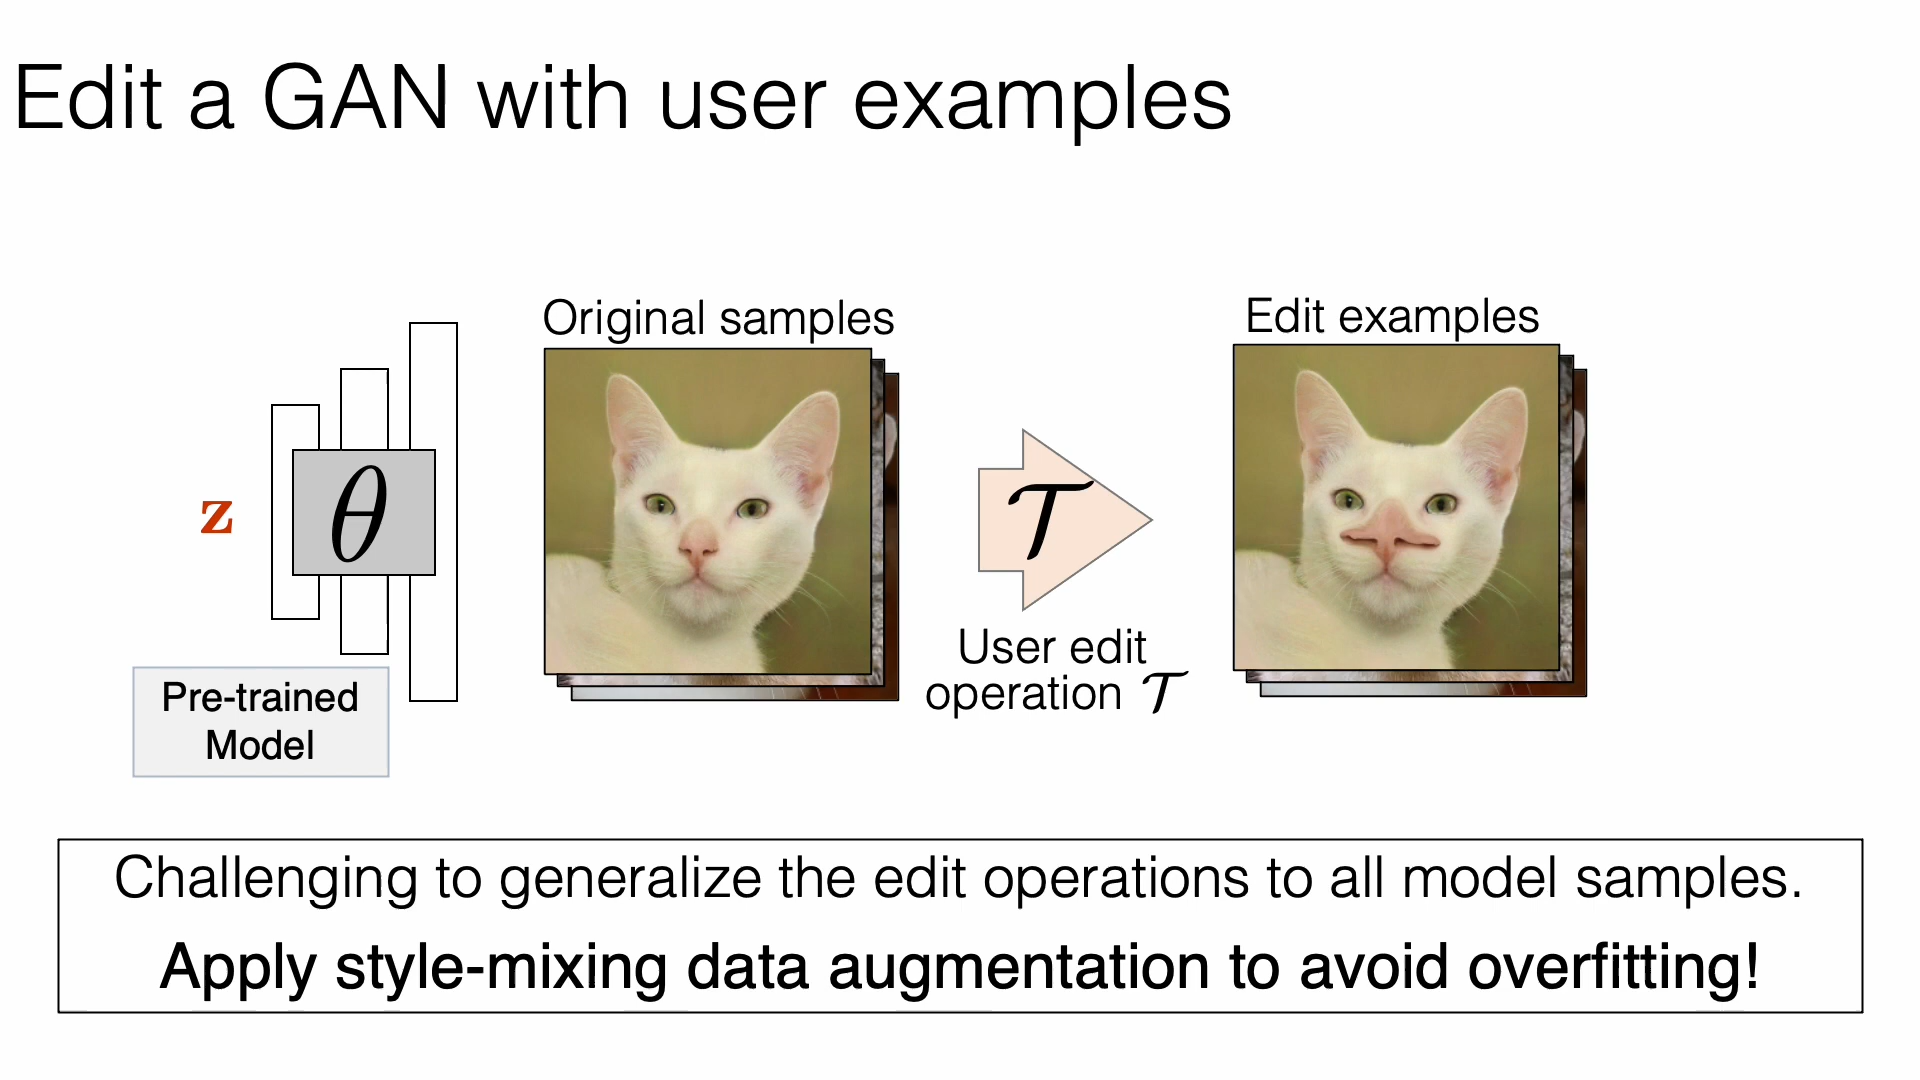 Edit a GAN with user examples
Original samples
Edit examples
z
θ
𝒯
User edit
operation 𝒯
Pre-trained
Model
Challenging to generalize the edit operations to all model samples.
Apply style-mixing data augmentation to avoid overfitting!